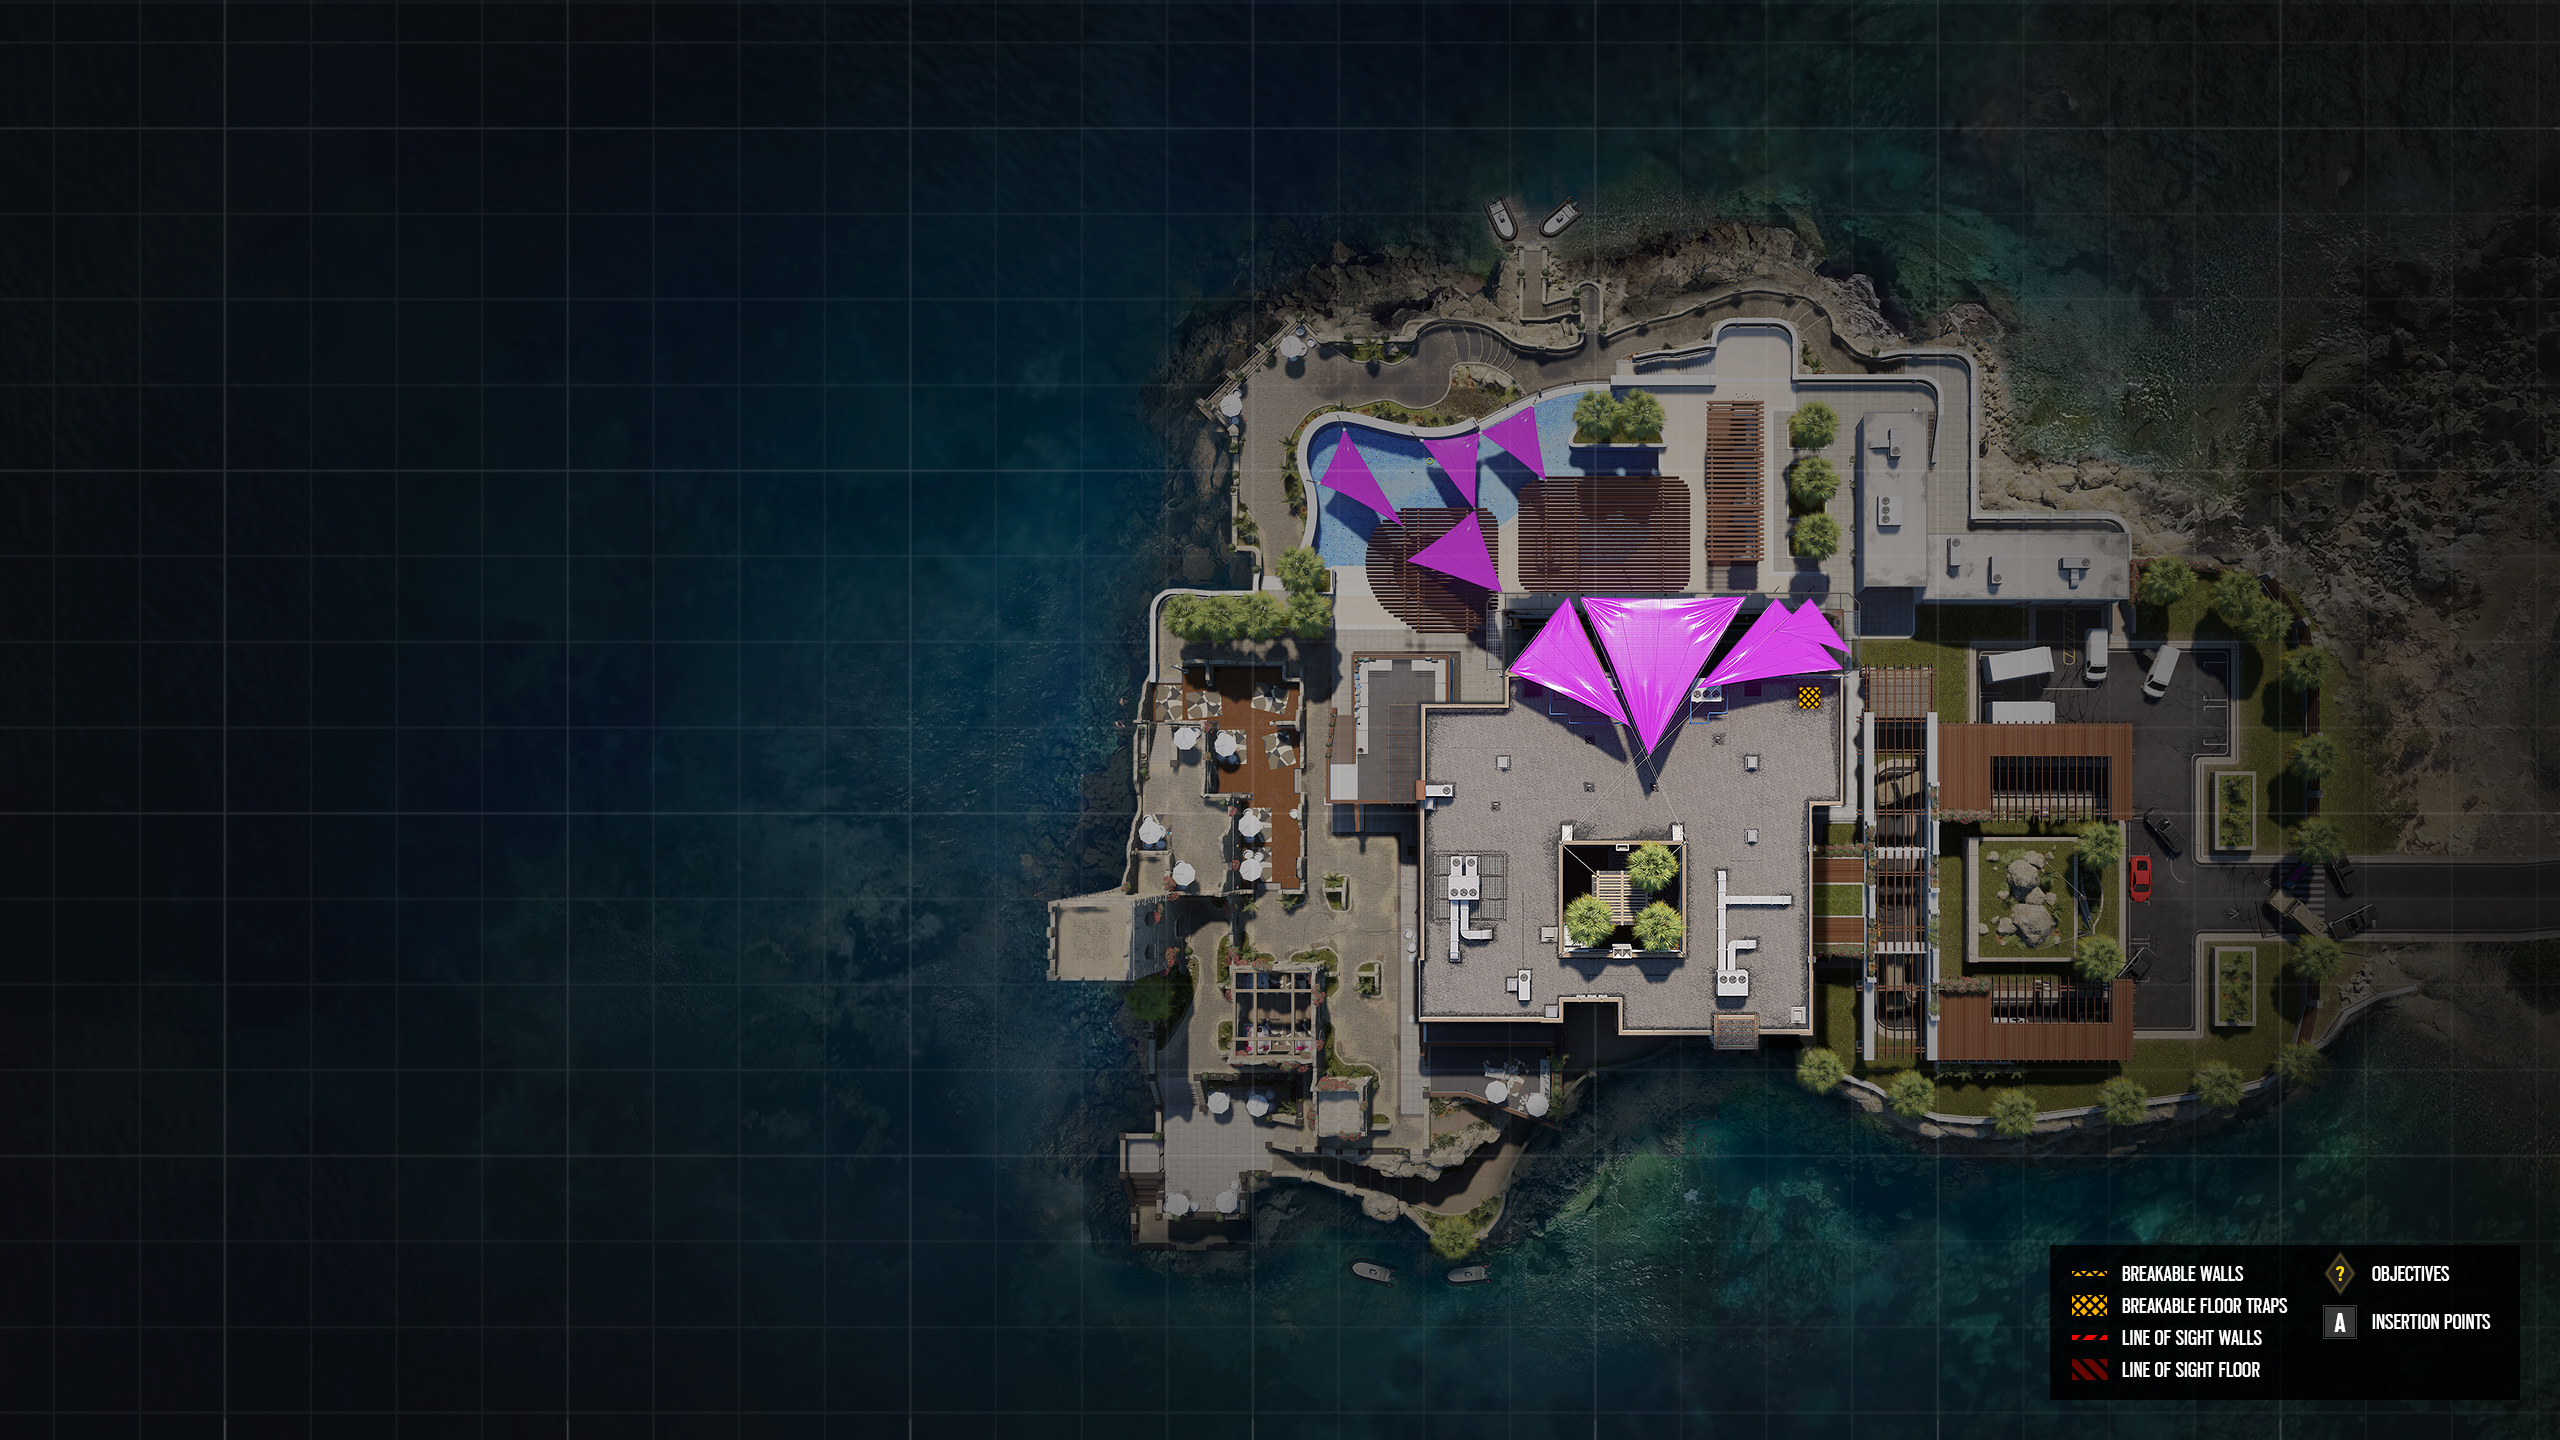 BREAKABLE WALLS
BREAKABLE FLOOR TRAPS
LINE OF SIGHT WALLS
LINE OF SIGHT FLOOR
? OBJECTIVES
A INSERTION POINTS